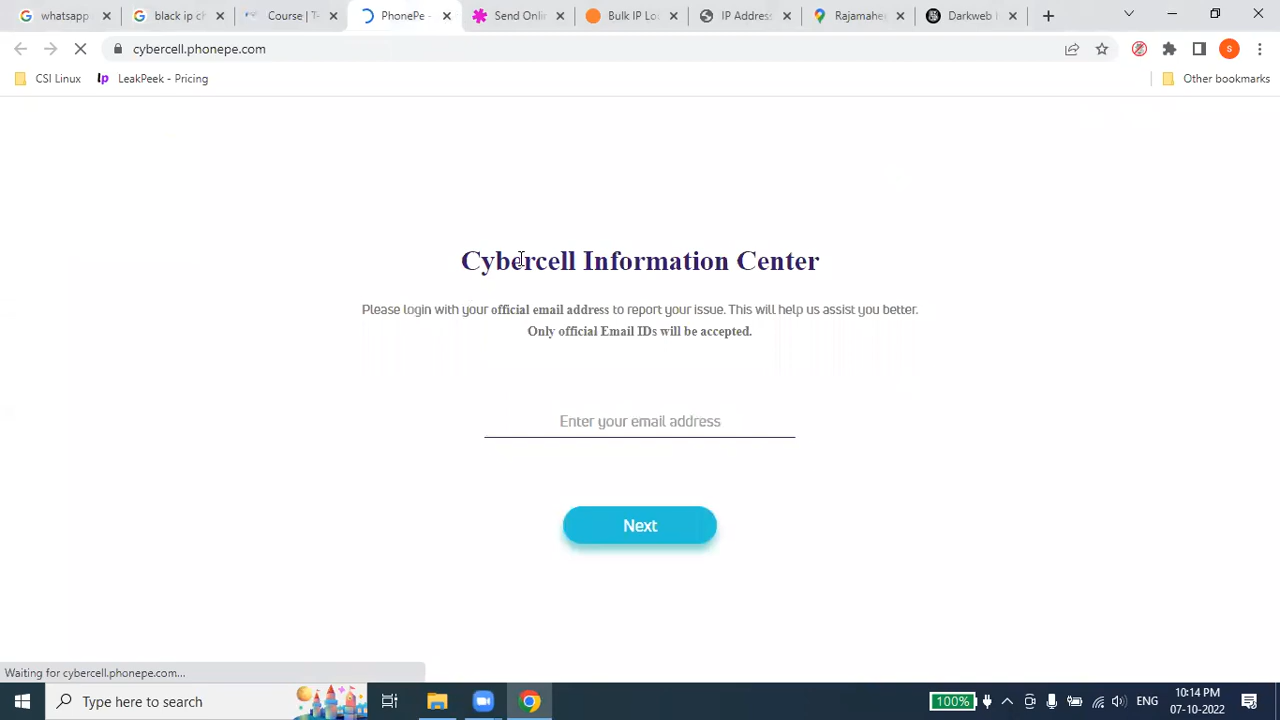 whatsapp
black ip ch
Course | T-
PhonePe -
Send Onlin
Bulk IP Loo
IP Address
Rajamahe
Darkweb
cybercell.phonepe.com
S
CSI Linux
lp
LeakPeek - Pricing
Other bookmarks
Cybercell Information Center
Please login with your official email address to report your issue. This will help us assist you better.
Only official Email IDs will be accepted.
Enter your email address
Next
Waiting for cybercell.phonepe.com...
Type here to search
100%
ENG
10:14 PM
07-10-2022